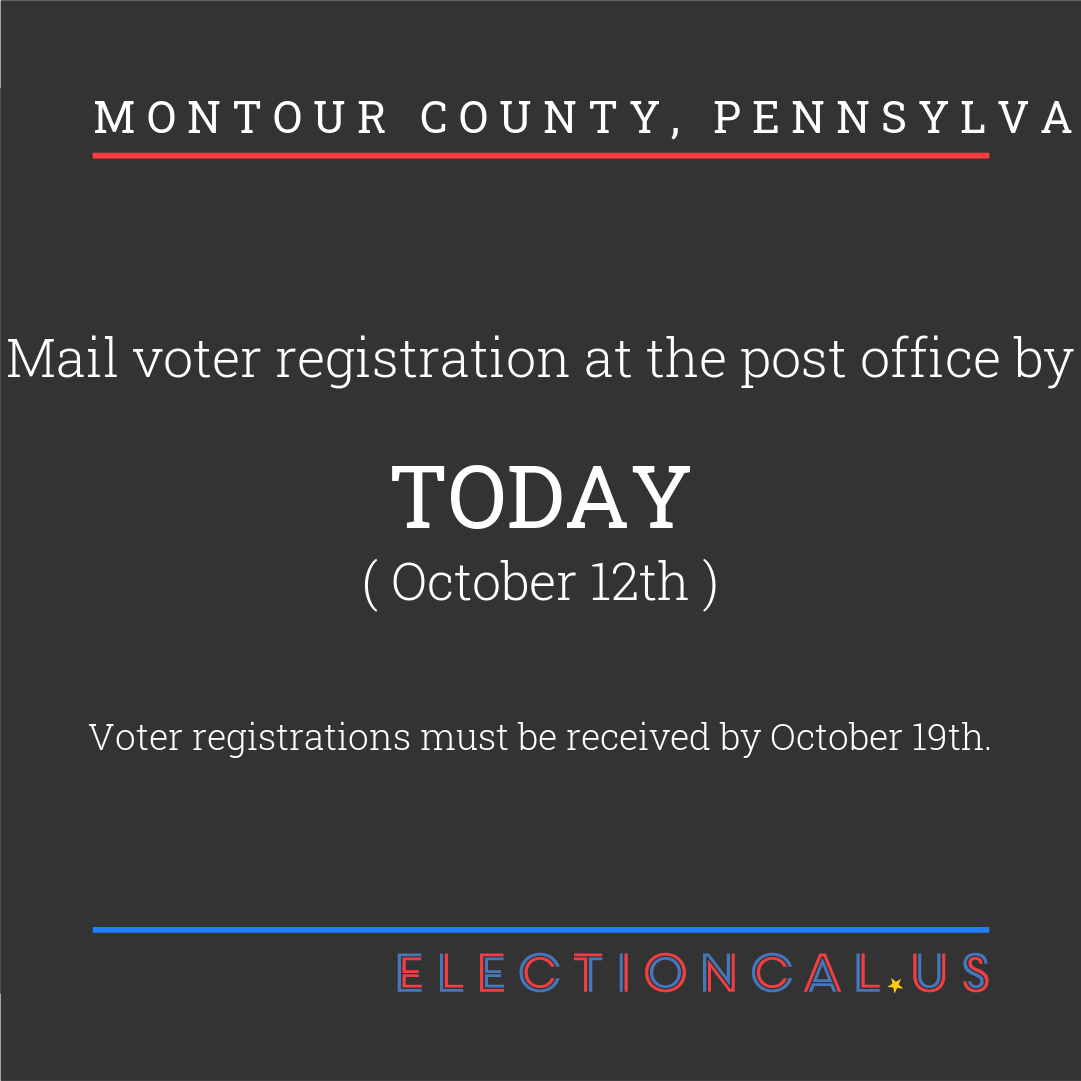 MONTOUR COUNTY, PENNSYLVA
Mail voter registration at the post office by
TODAY
( October 12th )
Voter registrations must be received by October 19th.
ELECTIONCAL.US